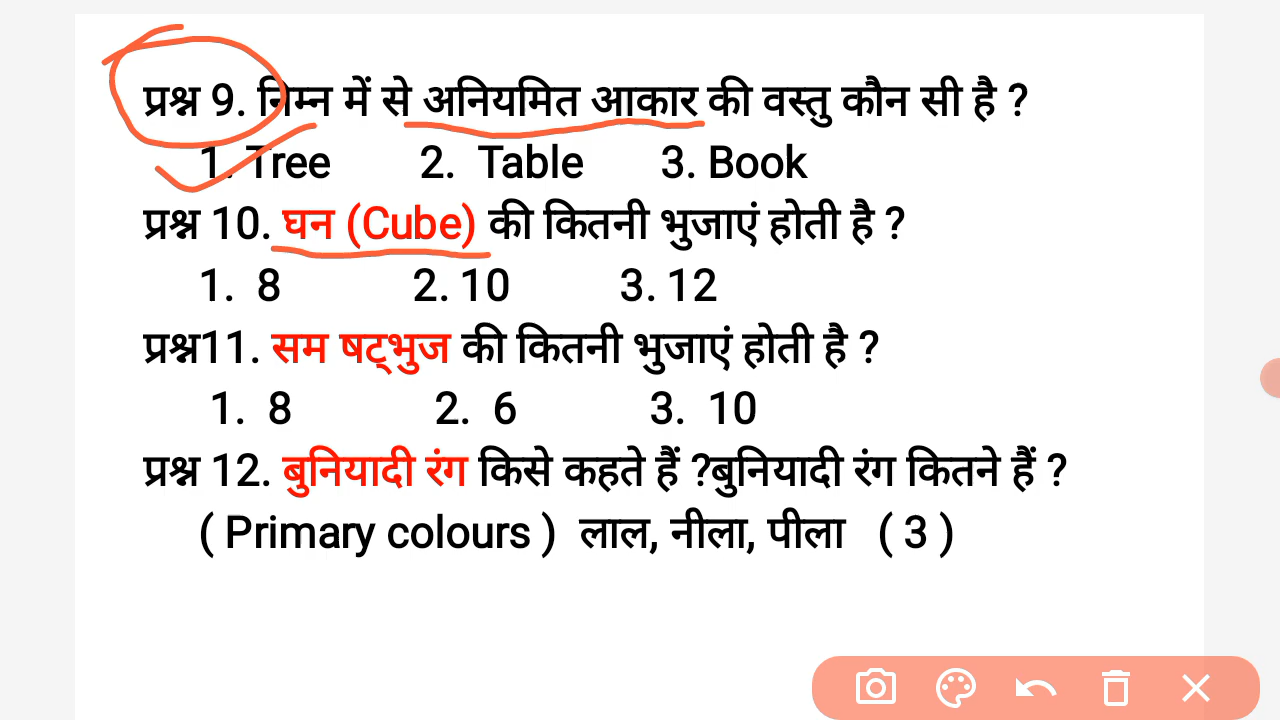 प्रश्न 9. निम्न में से अनियमित आकार की वस्तु कौन सी है ?
1. Tree 2. Table 3. Book
प्रश्न 10. घन (Cube) की कितनी भुजाएं होती है ?
1. 8 2. 10 3. 12
प्रश्न11. सम षट्भुज की कितनी भुजाएं होती है ?
1. 8 2. 6 3. 10
प्रश्न 12. बुनियादी रंग किसे कहते हैं ?बुनियादी रंग कितने हैं ?
( Primary colours ) लाल, नीला, पीला ( 3 )